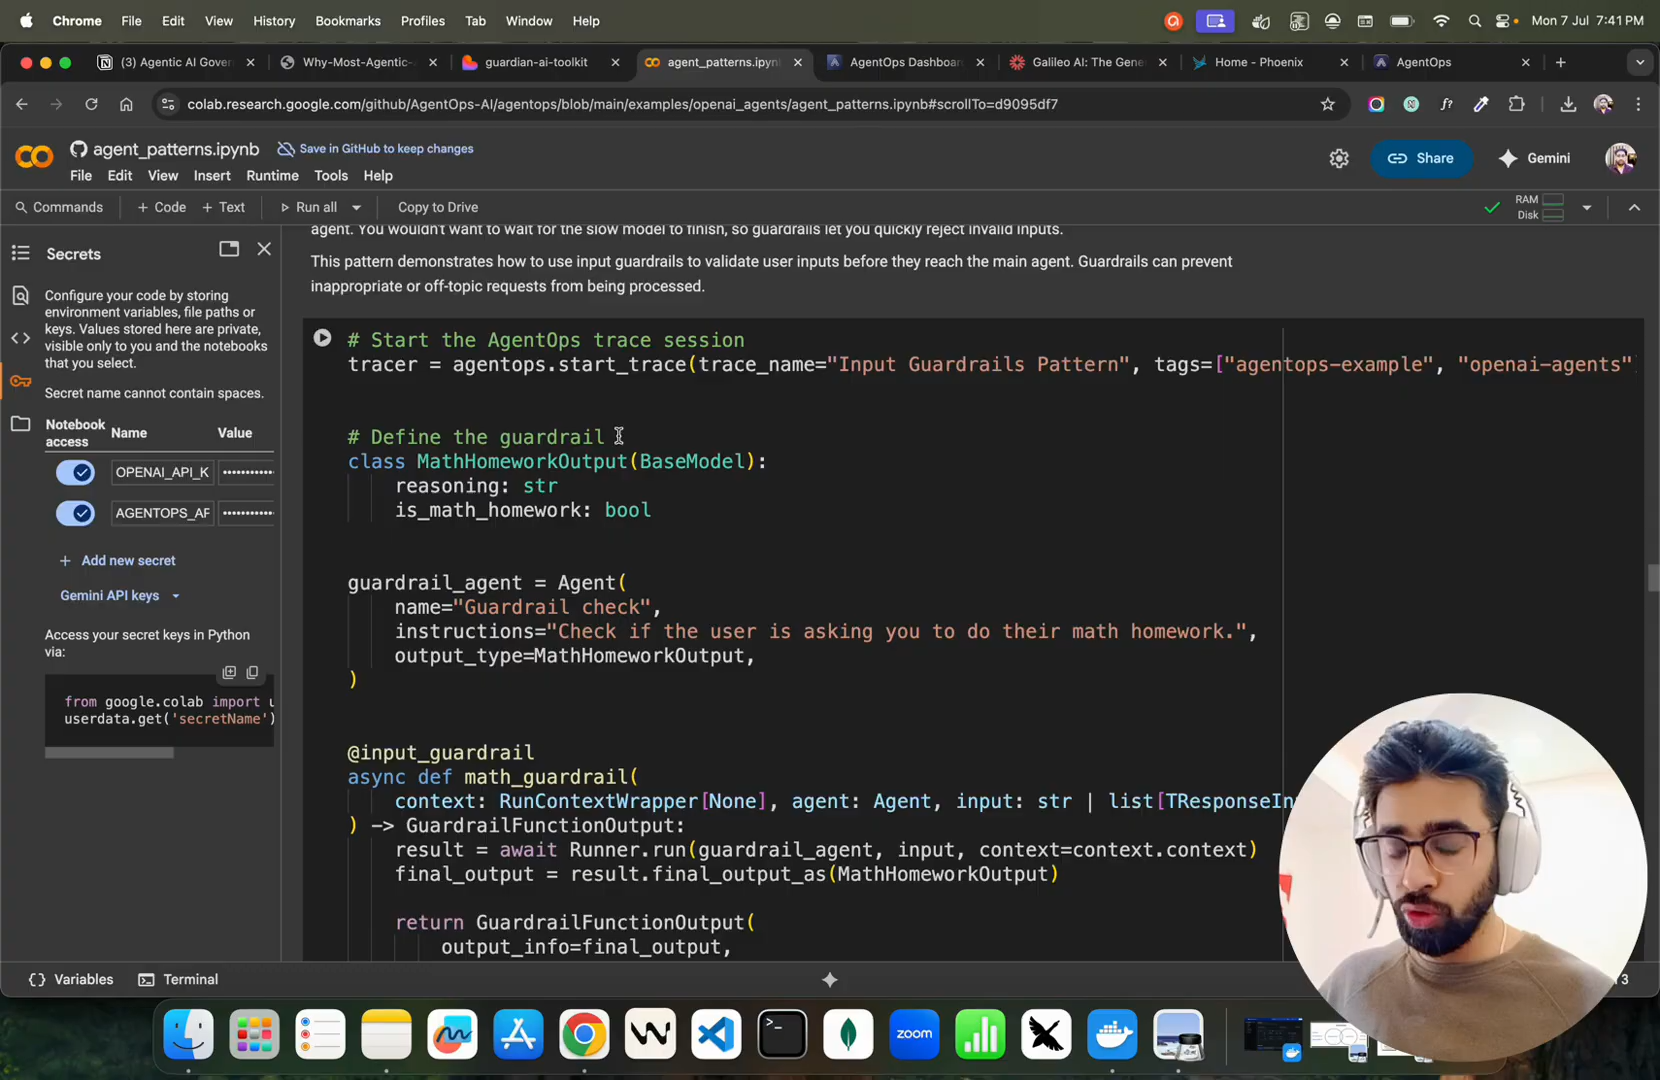 Chrome File Edit View History Bookmarks Profiles Tab Window Help Mon 7 Jul 7:41 PM
(3) Agentic AI Gover Why-Most-Agentic- guardian-ai-toolkit agent_patterns.ipyn AgentOps Dashboar Galileo AI: The Gene Home - Phoenix AgentOps
colab.research.google.com/github/AgentOps-AI/agentops/blob/main/examples/openai_agents/agent_patterns.ipynb#scrollTo=d9095df7
agent_patterns.ipynb Save in GitHub to keep changes
File Edit View Insert Runtime Tools Help
Share Gemini
Commands + Code + Text Run all Copy to Drive
RAM
Disk
Secrets
Configure your code by storing
environment variables, file paths or
keys. Values stored here are private,
visible only to you and the notebooks
that you select.
Secret name cannot contain spaces.
Notebook access Name Value
OPENAI_API_K
AGENTOPS_AP
+ Add new secret
Gemini API keys
Access your secret keys in Python
via:
from google.colab import u
userdata.get('secretName')
agent. You wouldn't want to wait for the slow model to finish, so guardrails let you quickly reject invalid inputs.
This pattern demonstrates how to use input guardrails to validate user inputs before they reach the main agent. Guardrails can prevent
inappropriate or off-topic requests from being processed.
# Start the AgentOps trace session
tracer = agentops.start_trace(trace_name="Input Guardrails Pattern", tags=["agentops-example", "openai-agents"
# Define the guardrail
class MathHomeworkOutput(BaseModel):
reasoning: str
is_math_homework: bool
guardrail_agent = Agent(
name="Guardrail check",
instructions="Check if the user is asking you to do their math homework.",
output_type=MathHomeworkOutput,
)
@input_guardrail
async def math_guardrail(
context: RunContextWrapper[None], agent: Agent, input: str | list[TResponseIn
) -> GuardrailFunctionOutput:
result = await Runner.run(guardrail_agent, input, context=context.context)
final_output = result.final_output_as(MathHomeworkOutput)
return GuardrailFunctionOutput(
output_info=final_output,
Variables Terminal
3
zoom